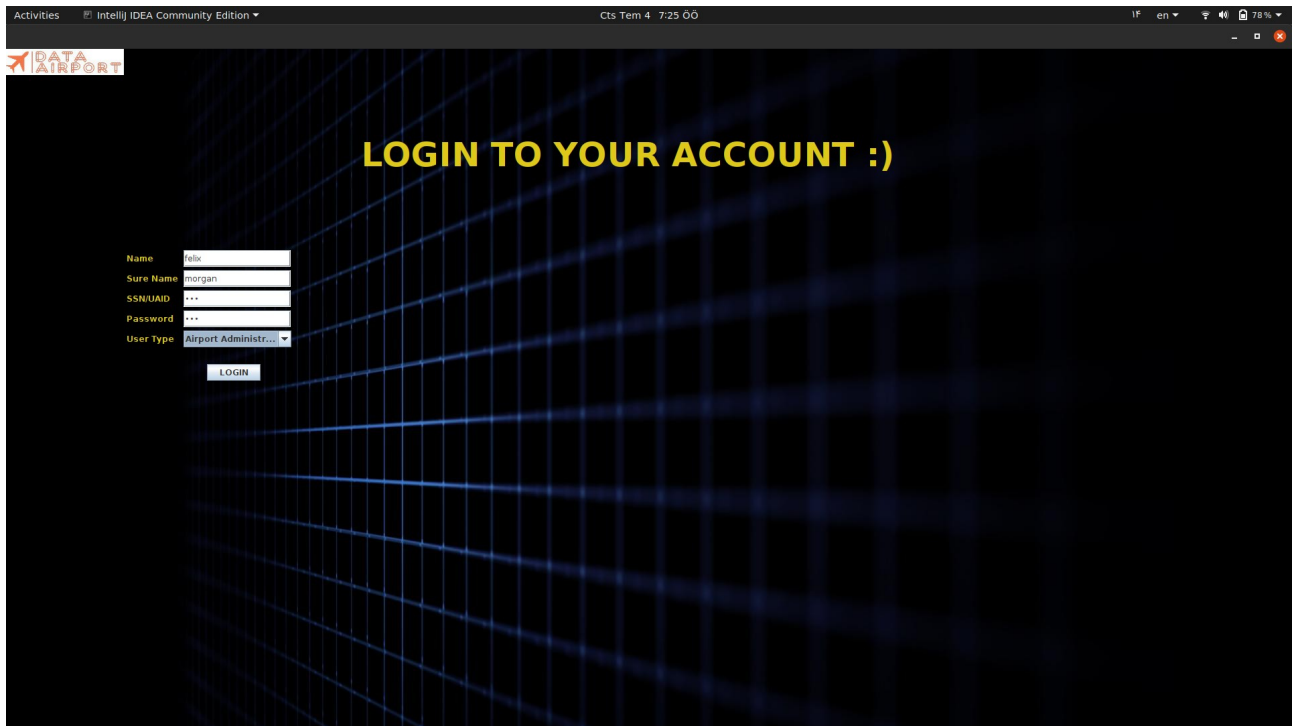 Activities IntelliJ IDEA Community Edition Cts Tem 4 7:25 ÖÖ ۱۴ en 78 %
DATA
AIRPORT
LOGIN TO YOUR ACCOUNT :)
Name felix
Sure Name morgan
SSN/UAID •••
Password •••
User Type Airport Administr...
LOGIN